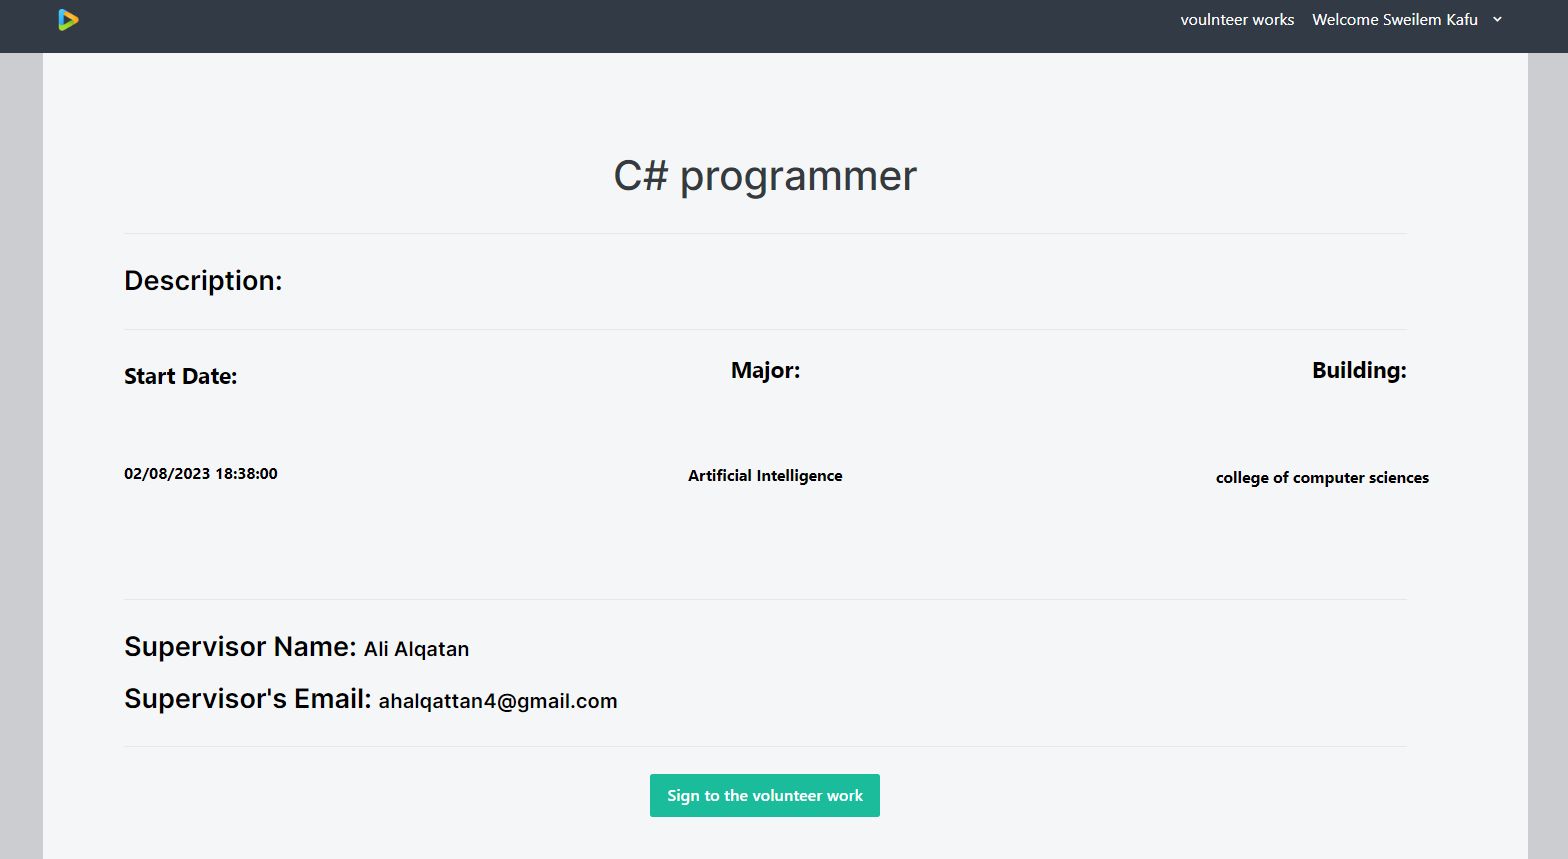 voulnteer works Welcome Sweilem Kafu
C# programmer
Description:
Start Date: Major: Building:
02/08/2023 18:38:00 Artificial Intelligence college of computer sciences
Supervisor Name: Ali Alqatan
Supervisor's Email: ahalqattan4@gmail.com
Sign to the volunteer work